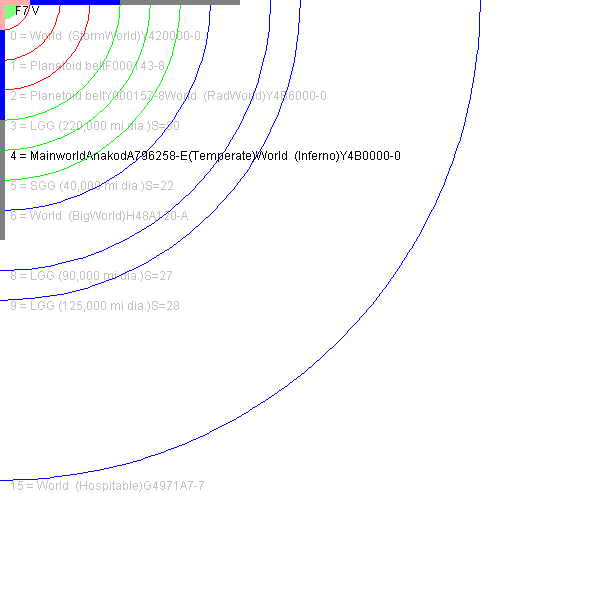 F7 V
0 = World  (StormWorld)Y420000-0
1 = Planetoid beltF000143-8
2 = Planetoid beltY000157-8World  (RadWorld)Y4B6000-0
3 = LGG (220,000 mi dia.)S=30
4 = MainworldAnakodA796258-E(Temperate)World  (Inferno)Y4B0000-0
5 = SGG (40,000 mi dia.)S=22
6 = World  (BigWorld)H48A120-A
8 = LGG (90,000 mi dia.)S=27
9 = LGG (125,000 mi dia.)S=28
15 = World  (Hospitable)G4971A7-7